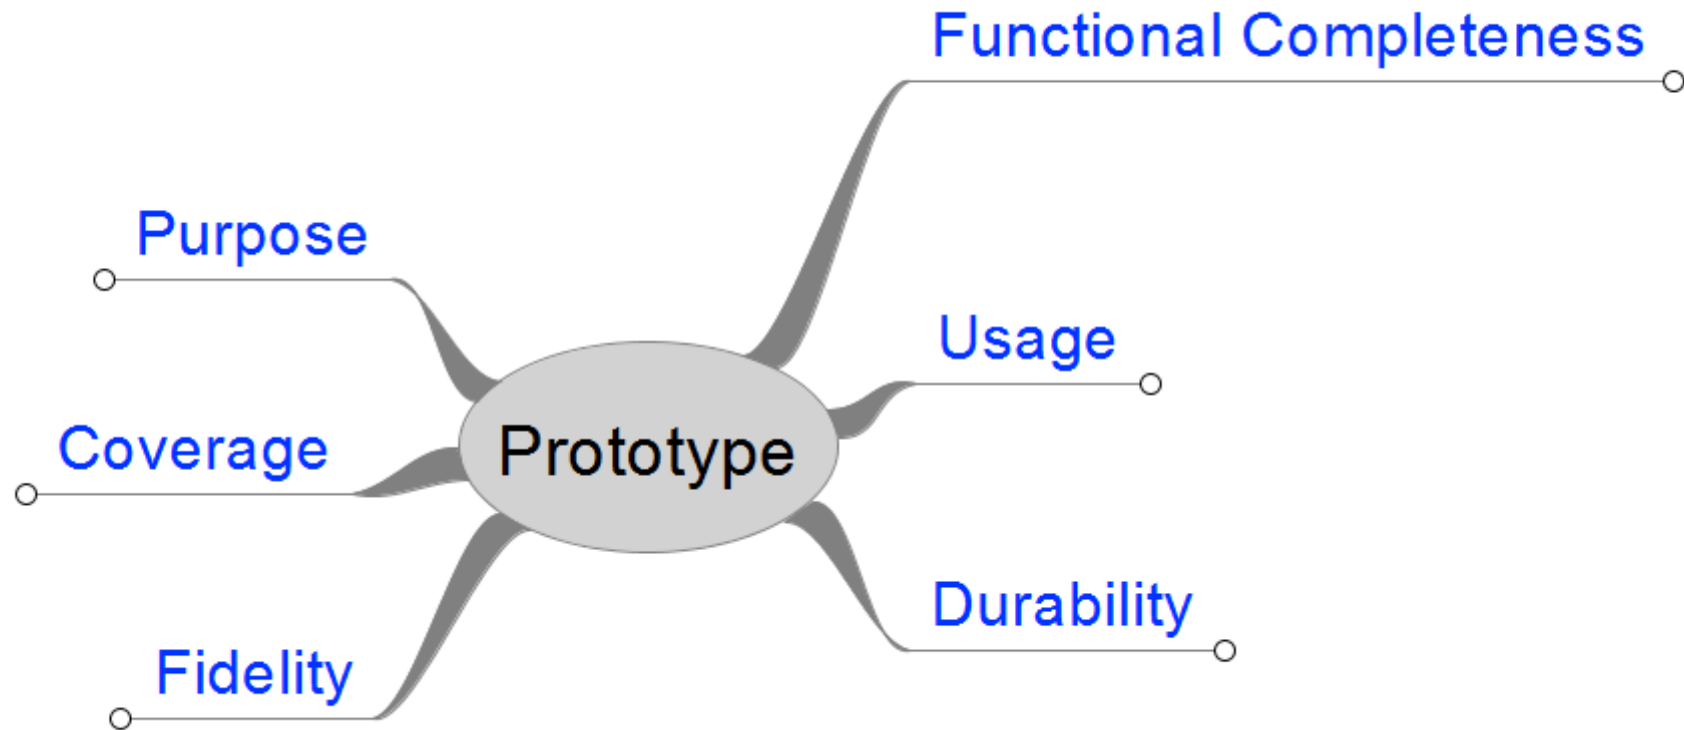 Functional Completeness
Purpose
Usage
Coverage
Prototype
Durability
Fidelity